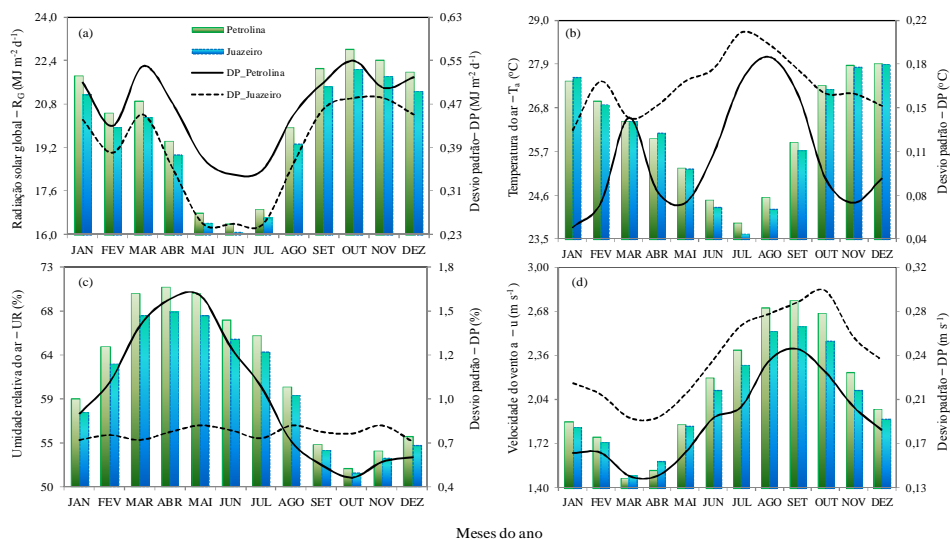 24,0
22,4
20,8
19,2
17,6
16,0
Radiação solar global – R_G (MJ m⁻² d⁻¹)
(a)
Petrolina
Juazeiro
DP_Petrolina
DP_Juazeiro
0,63
0,55
0,47
0,39
0,31
0,23
Desvio padrão – DP (MJ m⁻² d⁻¹)
JAN FEV MAR ABR MAI JUN JUL AGO SET OUT NOV DEZ
29,0
27,9
26,8
25,7
24,6
23,5
Temperatura do ar – T_a (ºC)
(b)
0,22
0,18
0,15
0,11
0,08
0,04
Desvio padrão – DP (ºC)
JAN FEV MAR ABR MAI JUN JUL AGO SET OUT NOV DEZ
73
68
64
59
55
50
Umidade relativa do ar – UR (%)
(c)
1,8
1,5
1,2
1,0
0,7
0,4
Desvio padrão – DP (%)
JAN FEV MAR ABR MAI JUN JUL AGO SET OUT NOV DEZ
3,00
2,68
2,36
2,04
1,72
1,40
Velocidade do vento a – u (m s⁻¹)
(d)
0,32
0,28
0,24
0,21
0,17
0,13
Desvio padrão – DP (m s⁻¹)
JAN FEV MAR ABR MAI JUN JUL AGO SET OUT NOV DEZ
Meses do ano